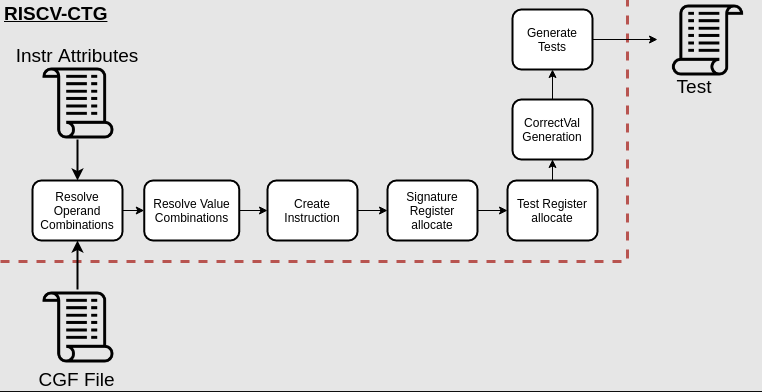 RISCV-CTG
Instr Attributes
Resolve
Operand
Combinations
Resolve Value
Combinations
Create
Instruction
Signature
Register
allocate
Test Register
allocate
CorrectVal
Generation
Generate
Tests
Test
CGF File